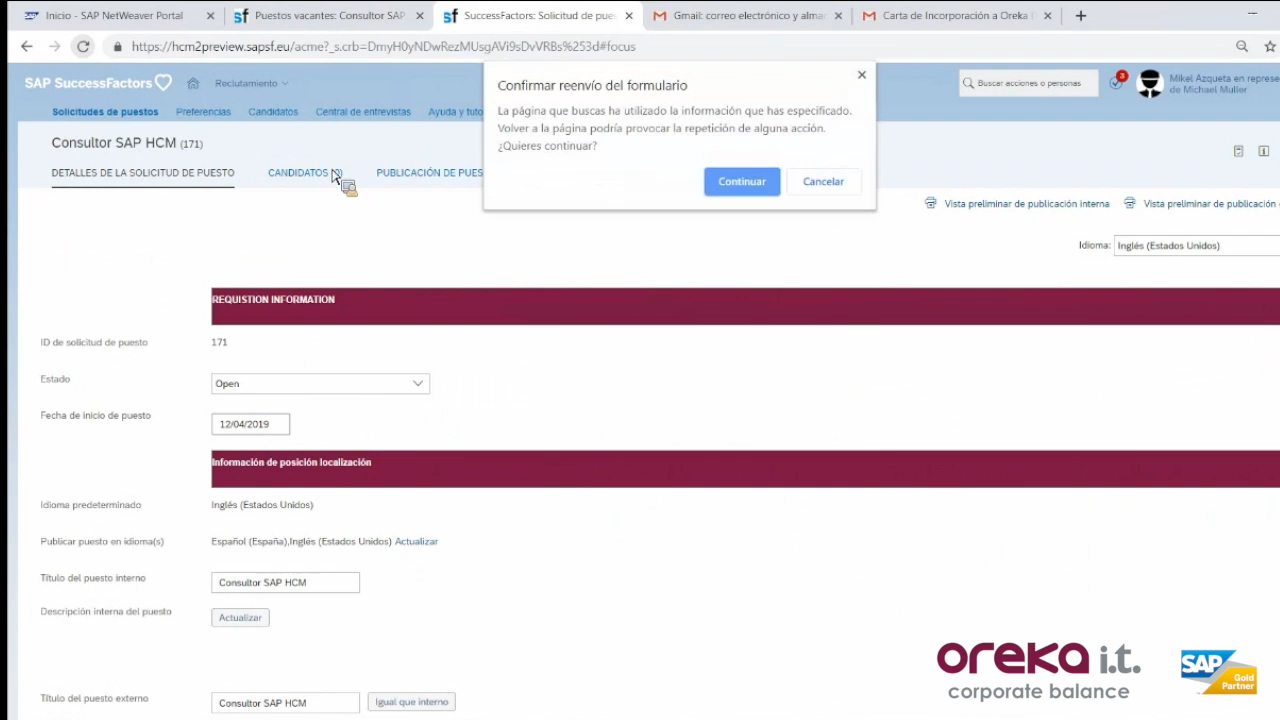 Inicio - SAP NetWeaver Portal
Puestos vacantes: Consultor SAP
SuccessFactors: Solicitud de pues
Gmail: correo electrónico y alma
Carta de Incorporación a Oreka
https://hcm2preview.sapsf.eu/acme?_s.crb=DmyH0yNDwRezMUsgAVi9sDvVRBs%253d#focus
SAP SuccessFactors
Reclutamiento
Buscar acciones o personas
3
Mikel Azqueta en represe
de Michael Muller
Solicitudes de puestos
Preferencias
Candidatos
Central de entrevistas
Ayuda y tuto
Confirmar reenvío del formulario
La página que buscas ha utilizado la información que has especificado.
Volver a la página podría provocar la repetición de alguna acción.
¿Quieres continuar?
Continuar
Cancelar
Consultor SAP HCM (171)
DETALLES DE LA SOLICITUD DE PUESTO
CANDIDATOS
PUBLICACIÓN DE PUES
Vista preliminar de publicación interna
Vista preliminar de publicación
Idioma: Inglés (Estados Unidos)
REQUISTION INFORMATION
ID de solicitud de puesto
171
Estado
Open
Fecha de inicio de puesto
12/04/2019
Información de posición localización
Idioma predeterminado
Inglés (Estados Unidos)
Publicar puesto en idioma(s)
Español (España),Inglés (Estados Unidos) Actualizar
Título del puesto interno
Consultor SAP HCM
Descripción interna del puesto
Actualizar
Título del puesto externo
Consultor SAP HCM
Igual que interno
oreka i.t.
corporate balance
SAP
Gold
Partner